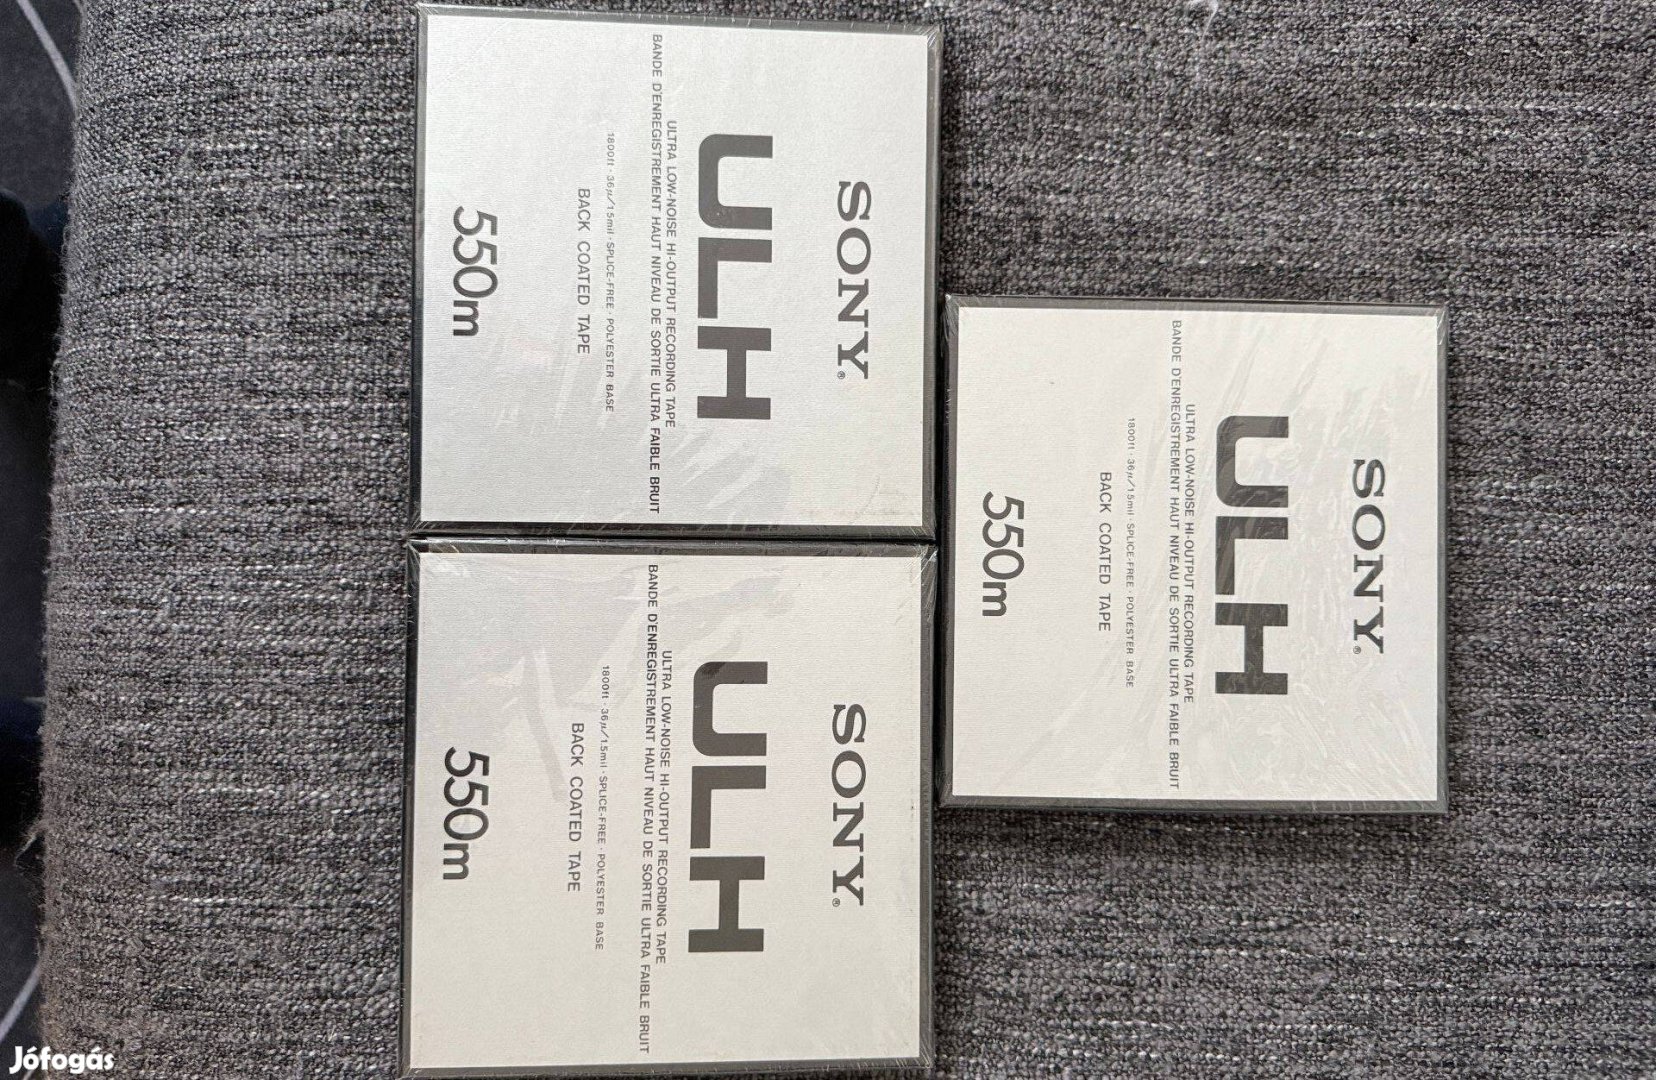 SONY®
ULH
ULTRA LOW-NOISE HI-OUTPUT RECORDING TAPE
BANDE D'ENREGISTREMENT HAUT NIVEAU DE SORTIE ULTRA FAIBLE BRUIT
1800ft · 36μ/1.5mil · SPLICE-FREE POLYESTER BASE
BACK COATED TAPE
550m
SONY®
ULH
ULTRA LOW-NOISE HI-OUTPUT RECORDING TAPE
BANDE D'ENREGISTREMENT HAUT NIVEAU DE SORTIE ULTRA FAIBLE BRUIT
1800ft · 36μ/1.5mil · SPLICE-FREE · POLYESTER BASE
BACK COATED TAPE
550m
SONY®
ULH
ULTRA LOW-NOISE HI-OUTPUT RECORDING TAPE
BANDE D'ENREGISTREMENT HAUT NIVEAU DE SORTIE ULTRA FAIBLE BRUIT
1800ft · 36μ/1.5mil · SPLICE-FREE POLYESTER BASE
BACK COATED TAPE
550m
Jófogás